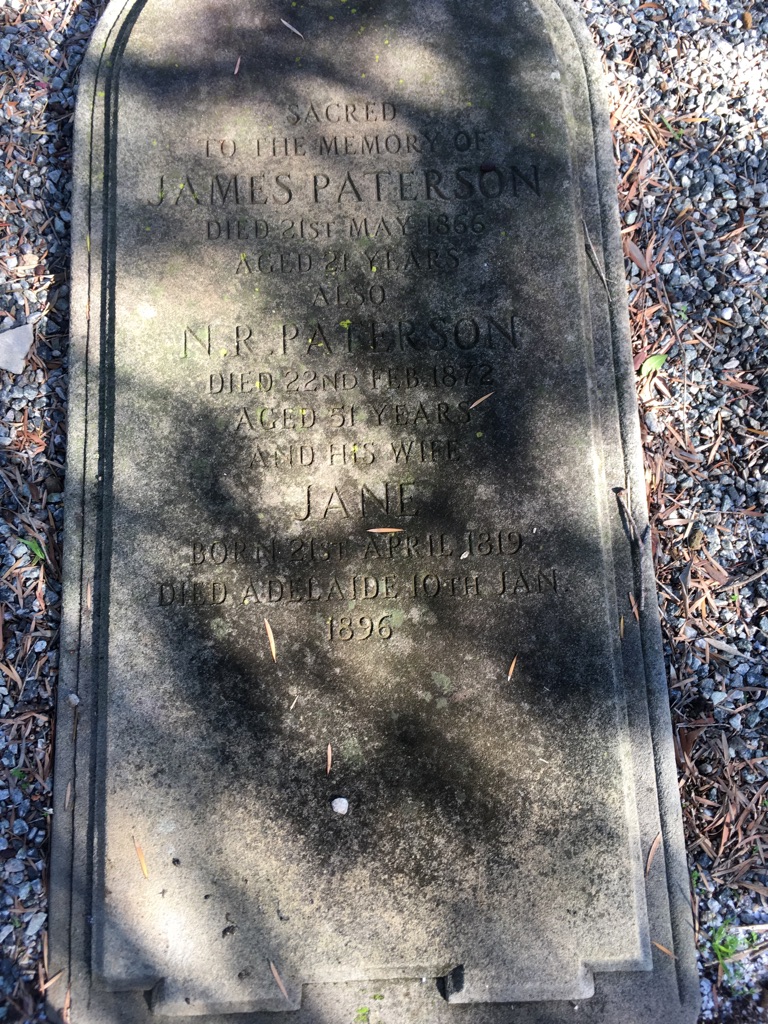 SACRED
TO THE MEMORY OF
JAMES PATERSON
DIED 21ST MAY 1866
AGED 21 YEARS
ALSO
N.R. PATERSON
DIED 22ND FEB. 1872
AGED 51 YEARS
AND HIS WIFE
JANE
BORN 21ST APRIL 1819
DIED ADELAIDE 10TH JAN.
1896